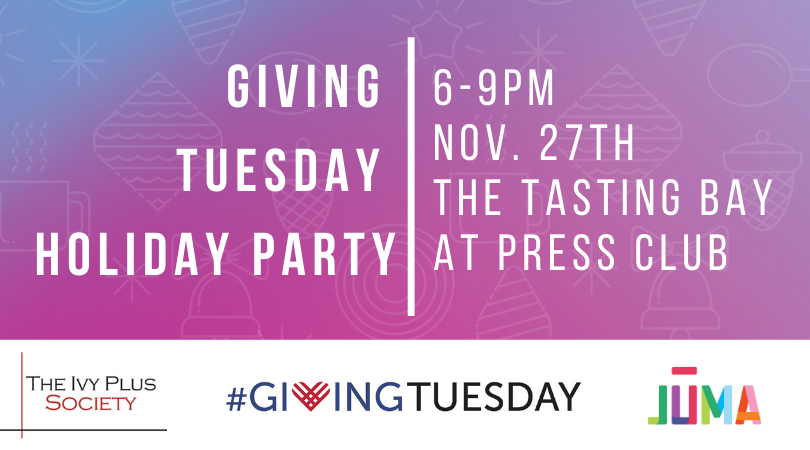 GIVING
TUESDAY
HOLIDAY PARTY
6-9PM
NOV. 27TH
THE TASTING BAY
AT PRESS CLUB
THE IVY PLUS
SOCIETY
#GIVINGTUESDAY
JŪMA